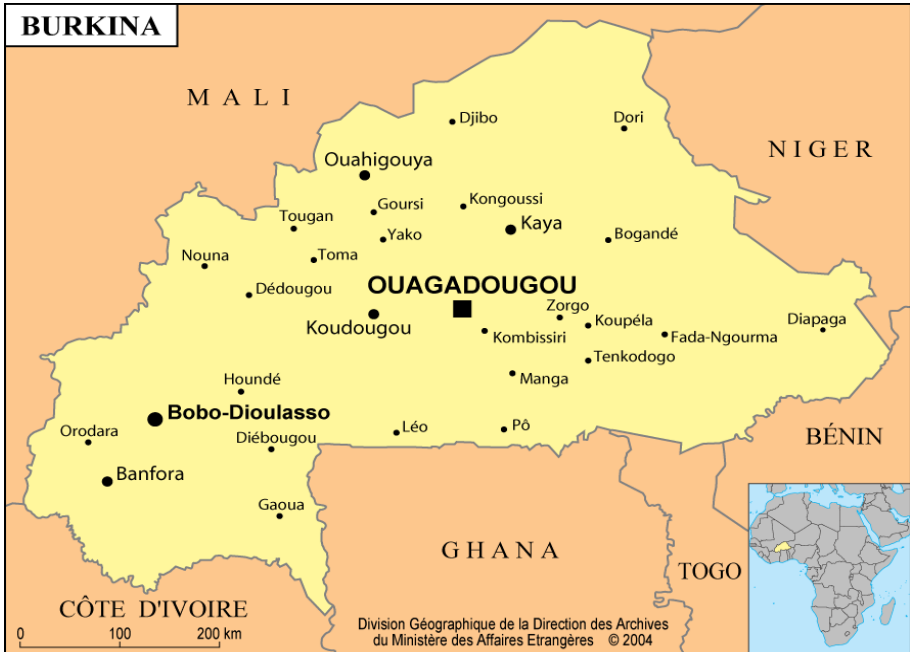 BURKINA
MALI
Djibo
Dori
NIGER
Ouahigouya
Goursi
Kongoussi
Tougan
Kaya
Yako
Bogandé
Nouna
Toma
Dédougou
OUAGADOUGOU
Zorgo
Koudougou
Koupéla
Diapaga
Kombissiri
Fada-Ngourma
Tenkodogo
Manga
Houndé
Bobo-Dioulasso
Orodara
Diébougou
Léo
Pô
BÉNIN
Banfora
Gaoua
GHANA
TOGO
CÔTE D'IVOIRE
0 100 200 km
Division Géographique de la Direction des Archives
du Ministère des Affaires Etrangères © 2004